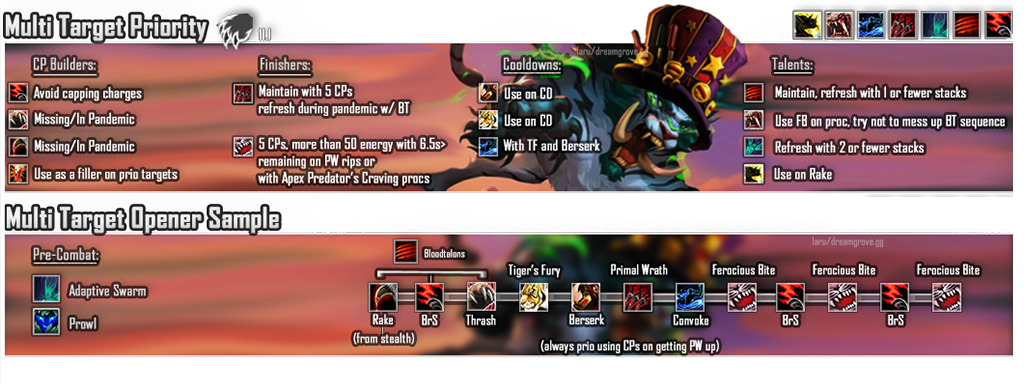 Multi Target Priority
laru/dreamgrove
CP Builders:
Avoid capping charges
Missing/In Pandemic
Missing/In Pandemic
Use as a filler on prio targets
Finishers:
Maintain with 5 CPs
refresh during pandemic w/ BT
5 CPs, more than 50 energy with 6.5s>
remaining on PW rips or
with Apex Predator's Craving procs
Cooldowns:
Use on CD
Use on CD
With TF and Berserk
Talents:
Maintain, refresh with 1 or fewer stacks
Use FB on proc, try not to mess up BT sequence
Refresh with 2 or fewer stacks
Use on Rake
Multi Target Opener Sample
laru/dreamgrove.gg
Pre-Combat:
Adaptive Swarm
Prowl
Bloodtalons
Tiger's Fury
Primal Wrath
Ferocious Bite
Ferocious Bite
Ferocious Bite
Rake
(from stealth)
BrS
Thrash
Berserk
Convoke
BrS
BrS
(always prio using CPs on getting PW up)